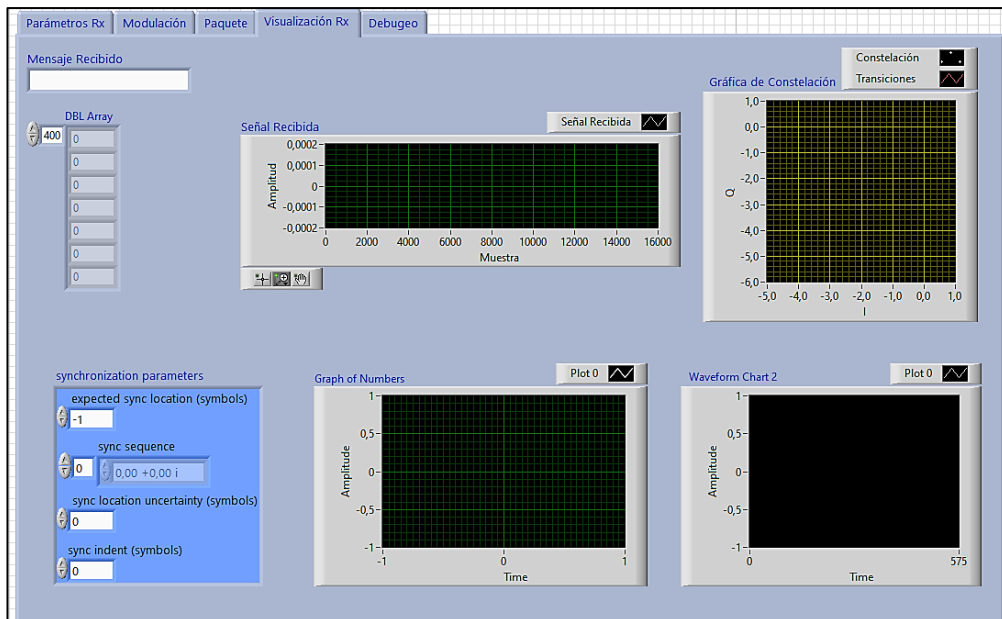 Parámetros Rx Modulación Paquete Visualización Rx Debugeo
Mensaje Recibido
DBL Array
400
0
0
0
0
0
0
0
Señal Recibida
Señal Recibida
Amplitud
0,0002
0,0001
0
-0,0001
-0,0002
0 2000 4000 6000 8000 10000 12000 14000 16000
Muestra
Constelación
Transiciones
Gráfica de Constelación
Q
1,0
0,0
-1,0
-2,0
-3,0
-4,0
-5,0
-6,0
-5,0 -4,0 -3,0 -2,0 -1,0 0,0 1,0
I
synchronization parameters
expected sync location (symbols)
-1
sync sequence
0 0,00 +0,00 i
sync location uncertainty (symbols)
0
sync indent (symbols)
0
Graph of Numbers
Plot 0
Amplitude
1
0,5
0
-0,5
-1
-1 0 1
Time
Waveform Chart 2
Plot 0
Amplitude
1
0,5
0
-0,5
-1
0 575
Time